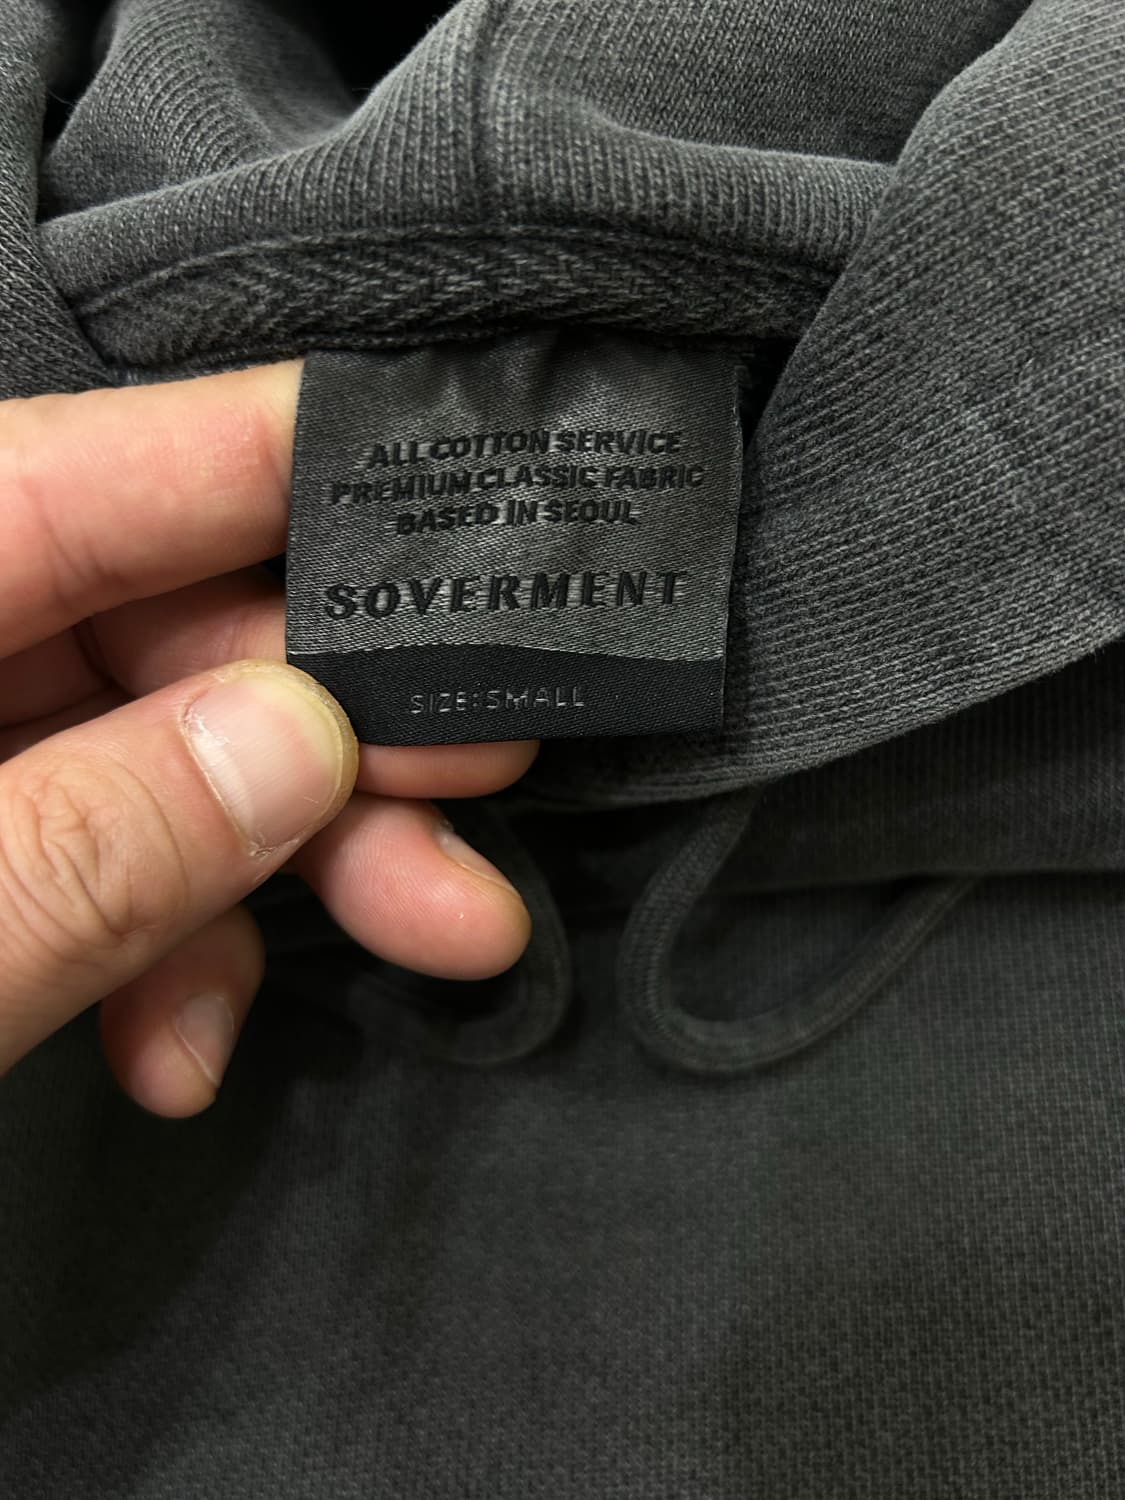 ALL COTTON SERVICE
PREMIUM CLASSIC FABRIC
BASED IN SEOUL
SOVERMENT
SIZE:SMALL